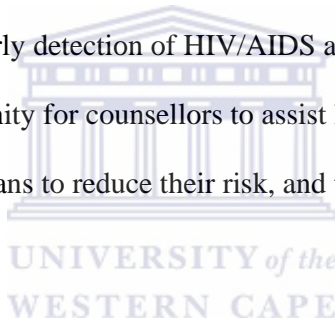 rly detection of HIV/AIDS a
nity for counsellors to assist
ans to reduce their risk, and
UNIVERSITY of the
WESTERN CAPE